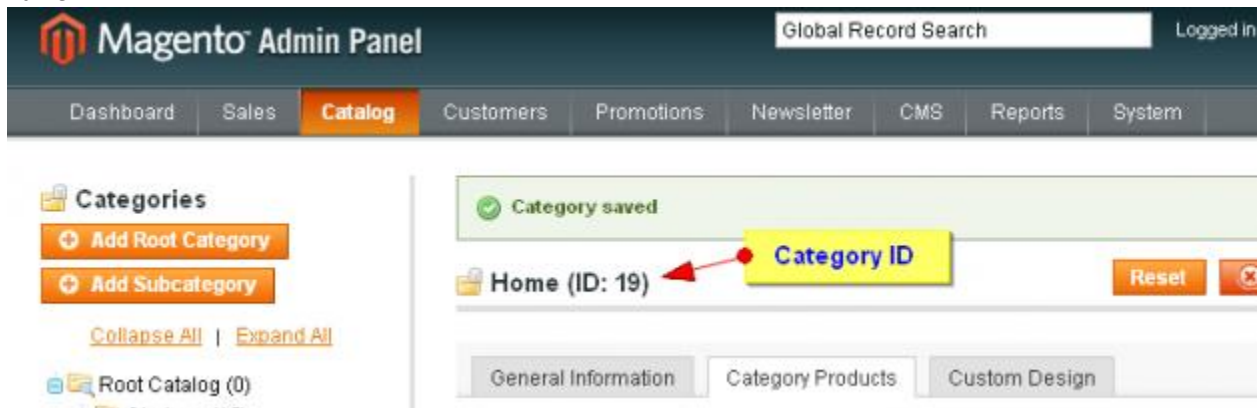 Magento Admin Panel
Global Record Search
Logged in
Dashboard Sales Catalog Customers Promotions Newsletter CMS Reports System
Categories
Add Root Category
Add Subcategory
Collapse All | Expand All
Root Catalog (0)
Category saved
Category ID
Home (ID: 19)
Reset
General Information Category Products Custom Design